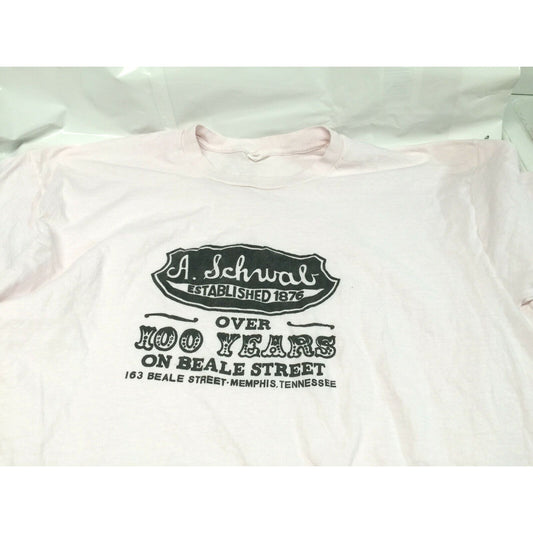 A. Schwab
ESTABLISHED 1876
OVER
100 YEARS
ON BEALE STREET
163 BEALE STREET·MEMPHIS,TENNESSEE